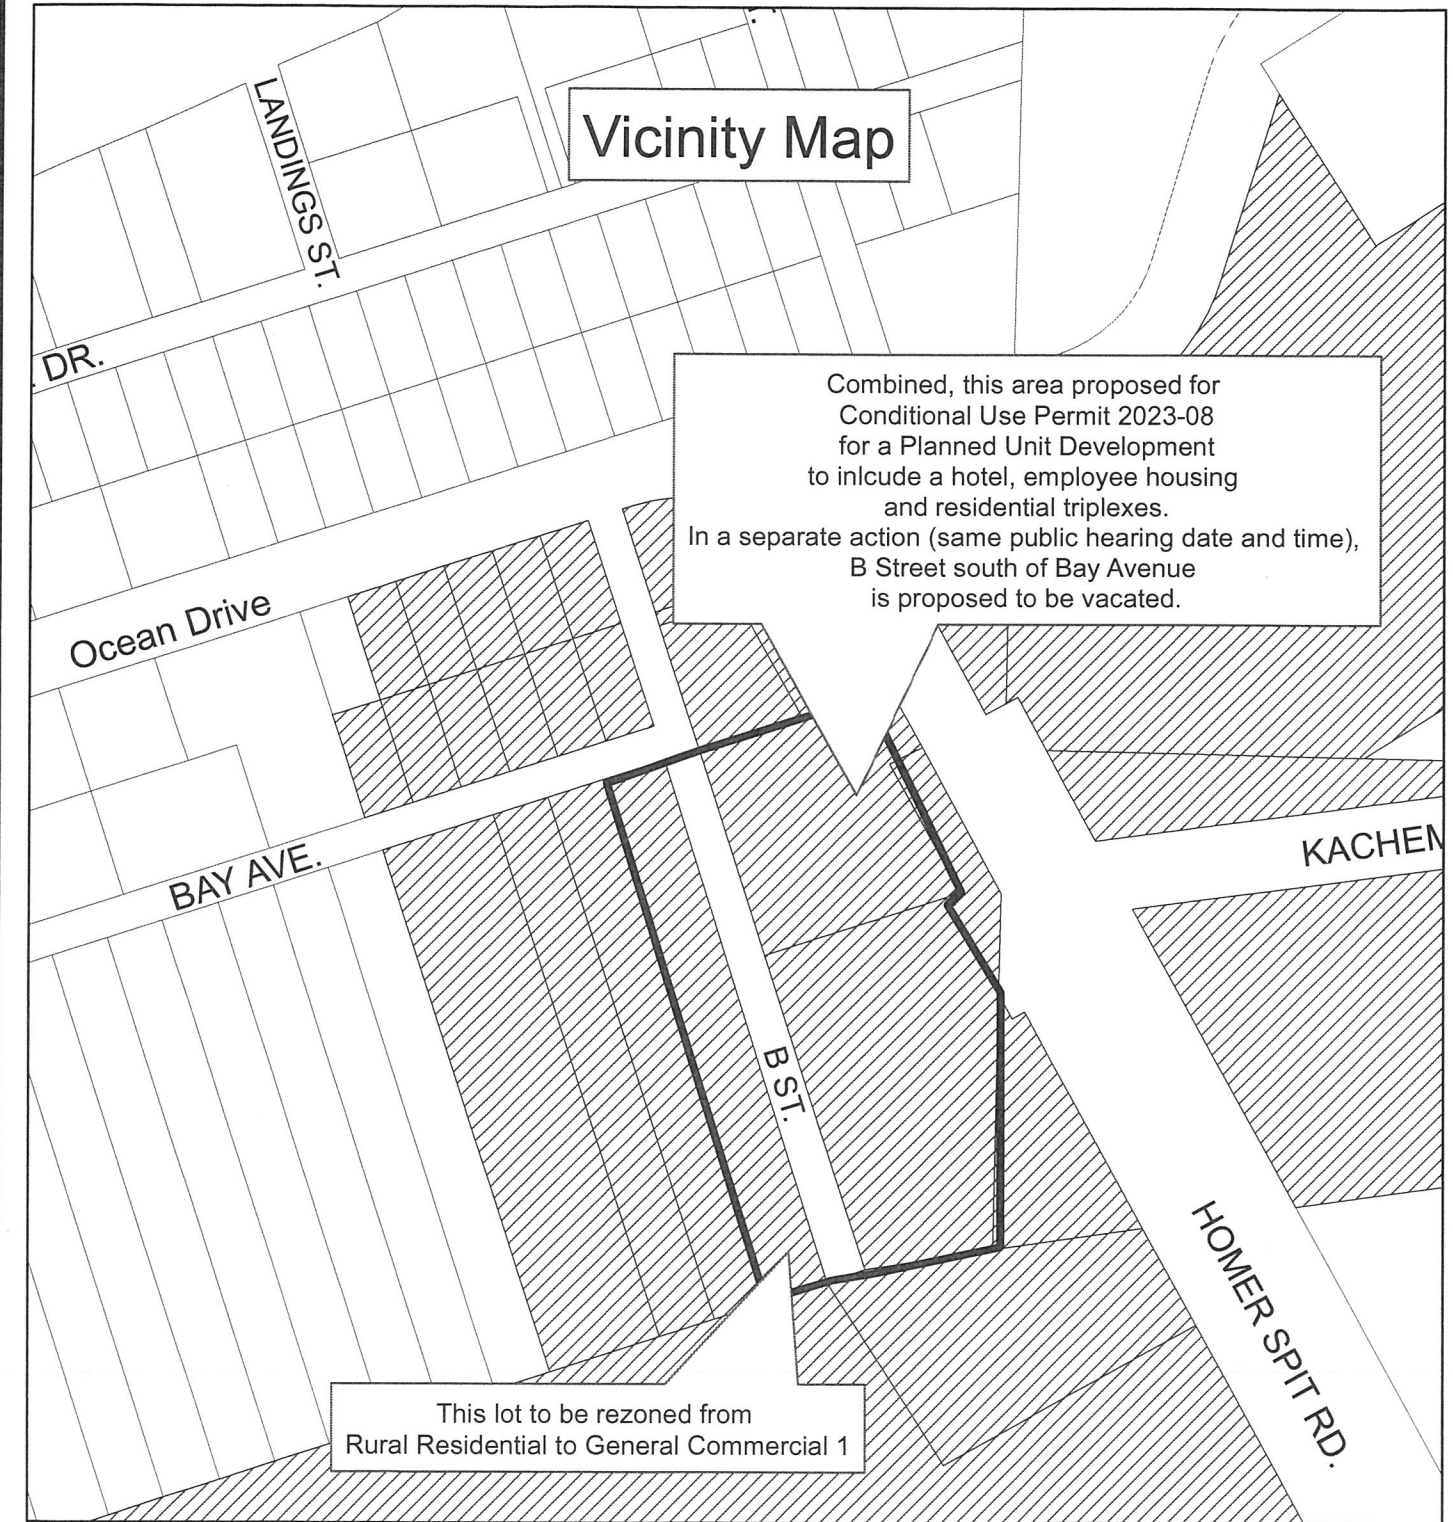 LANDINGS ST.
Vicinity Map
. DR.
Combined, this area proposed for
Conditional Use Permit 2023-08
for a Planned Unit Development
to inlcude a hotel, employee housing
and residential triplexes.
In a separate action (same public hearing date and time),
B Street south of Bay Avenue
is proposed to be vacated.
Ocean Drive
BAY AVE.
KACHEM
B ST.
HOMER SPIT RD.
This lot to be rezoned from
Rural Residential to General Commercial 1